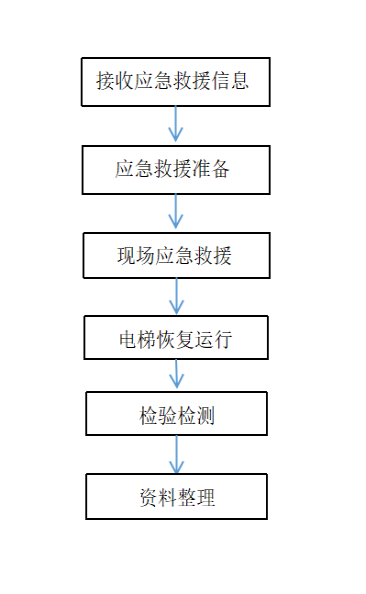 接收应急救援信息
应急救援准备
现场应急救援
电梯恢复运行
检验检测
资料整理